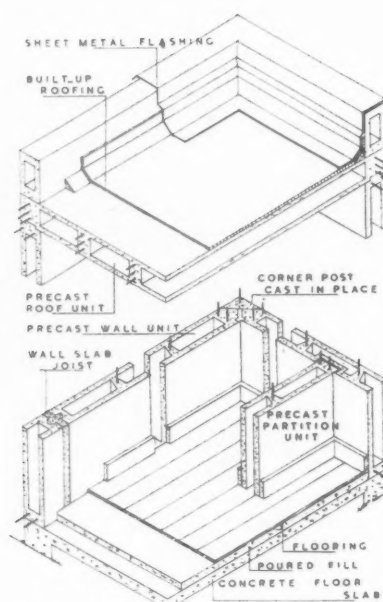 SHEET METAL FLASHING
BUILT-UP
ROOFING
PRECAST
ROOF UNIT
CORNER POST
CAST IN PLACE
PRECAST WALL UNIT
WALL SLAB
JOIST
PRECAST
PARTITION
UNIT
FLOORING
POURED FILL
CONCRETE FLOOR
SLAB